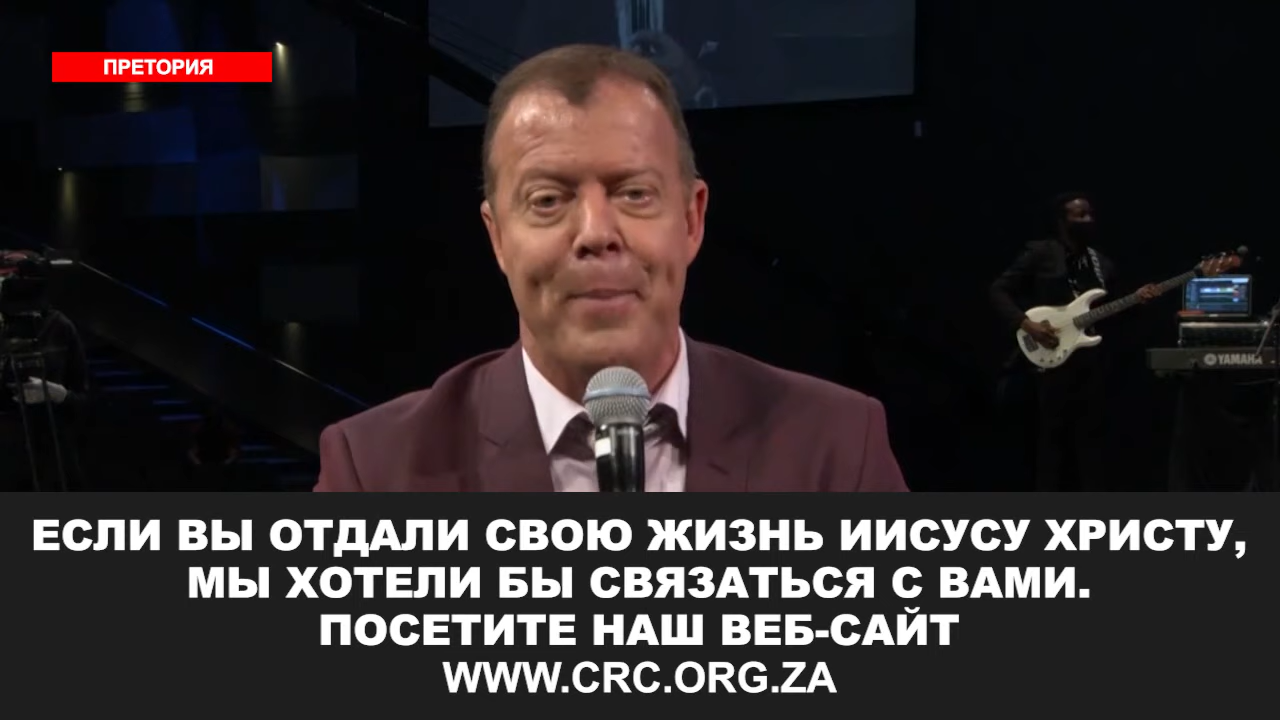 ПРЕТОРИЯ
YAMAHA
ЕСЛИ ВЫ ОТДАЛИ СВОЮ ЖИЗНЬ ИИСУСУ ХРИСТУ,
МЫ ХОТЕЛИ БЫ СВЯЗАТЬСЯ С ВАМИ.
ПОСЕТИТЕ НАШ ВЕБ-САЙТ
WWW.CRC.ORG.ZA